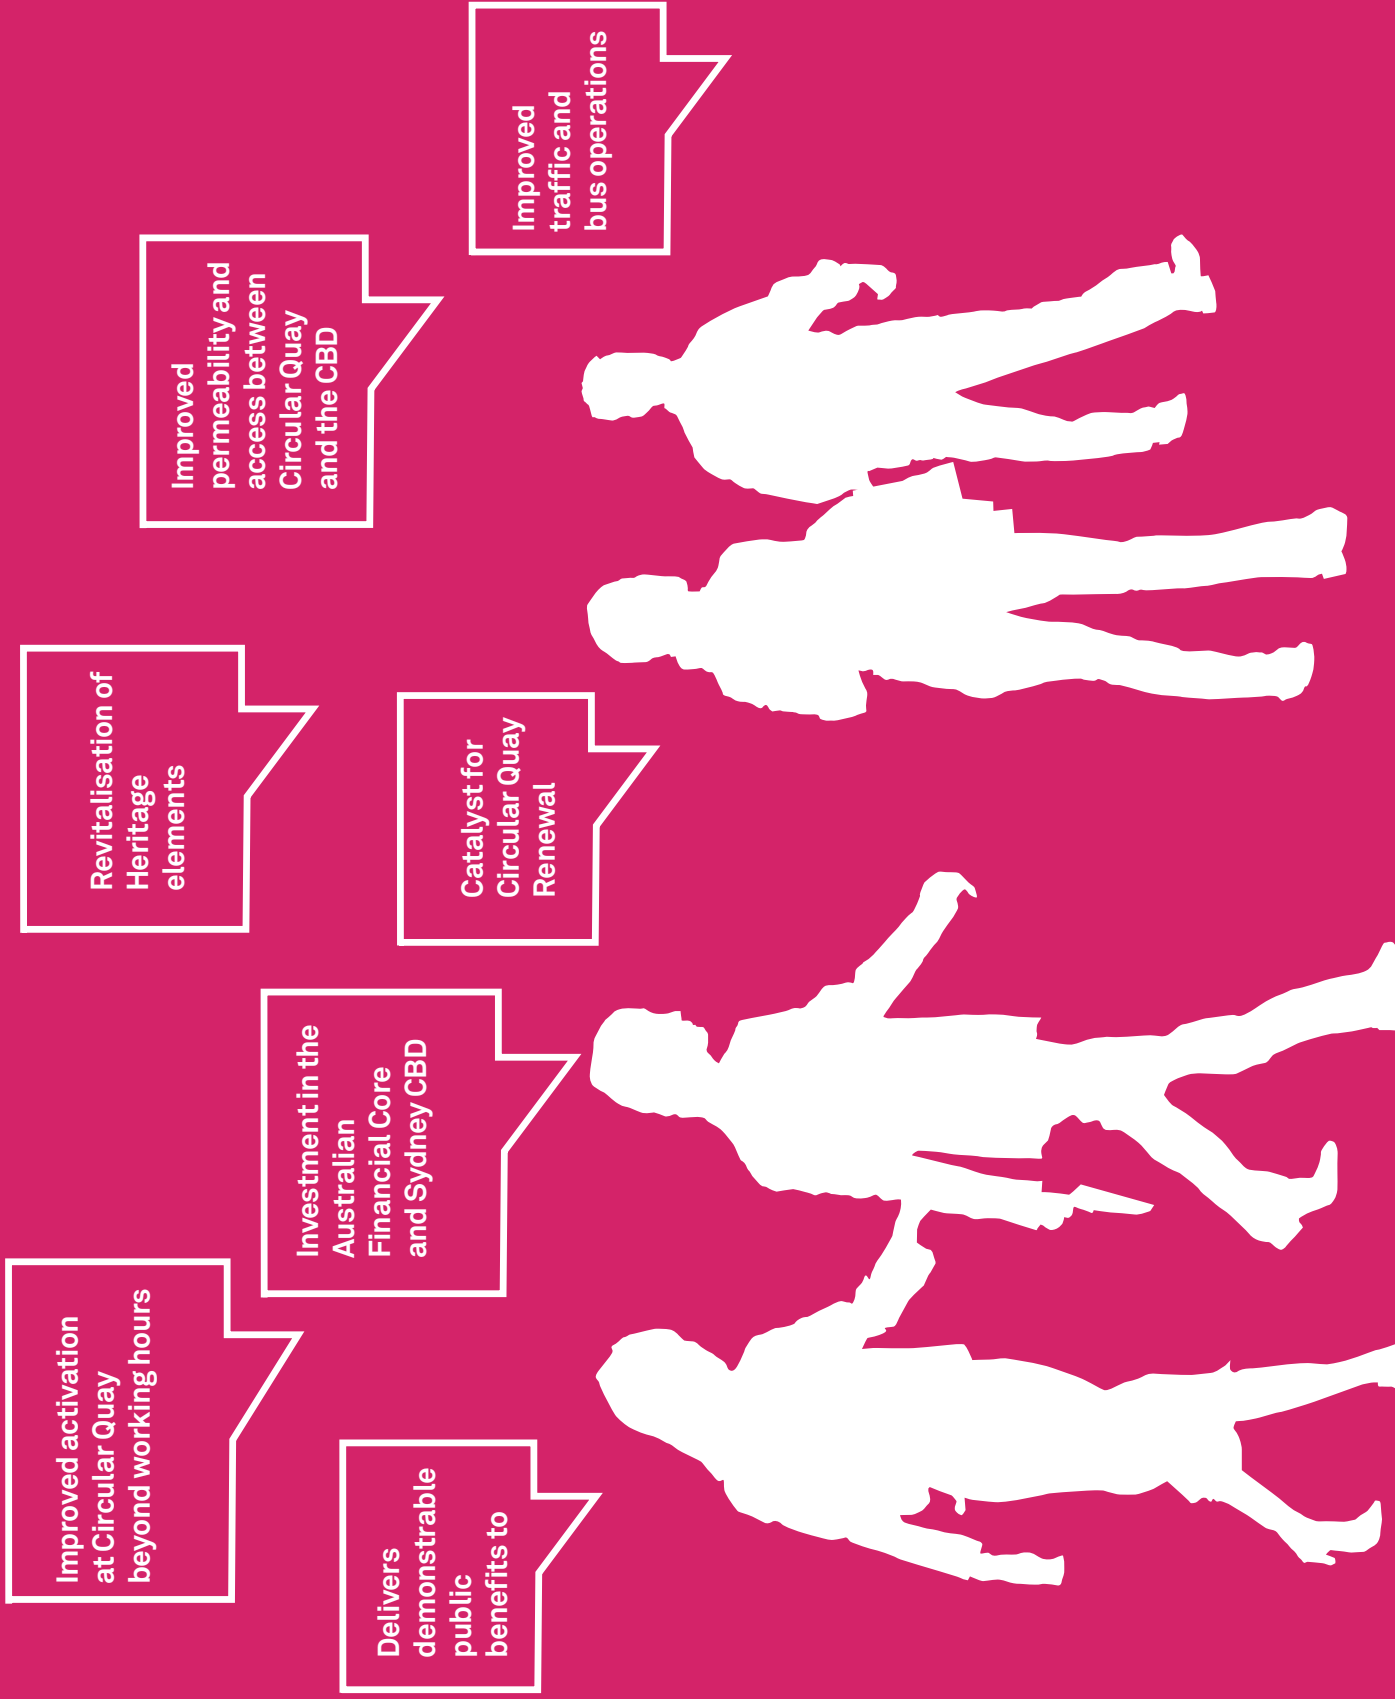 Improved activation
at Circular Quay
beyond working hours
Delivers
demonstrable
public
benefits to
Investment in the
Australian
Financial Core
and Sydney CBD
Revitalisation of
Heritage
elements
Catalyst for
Circular Quay
Renewal
Improved
permeability and
access between
Circular Quay
and the CBD
Improved
traffic and
bus operations